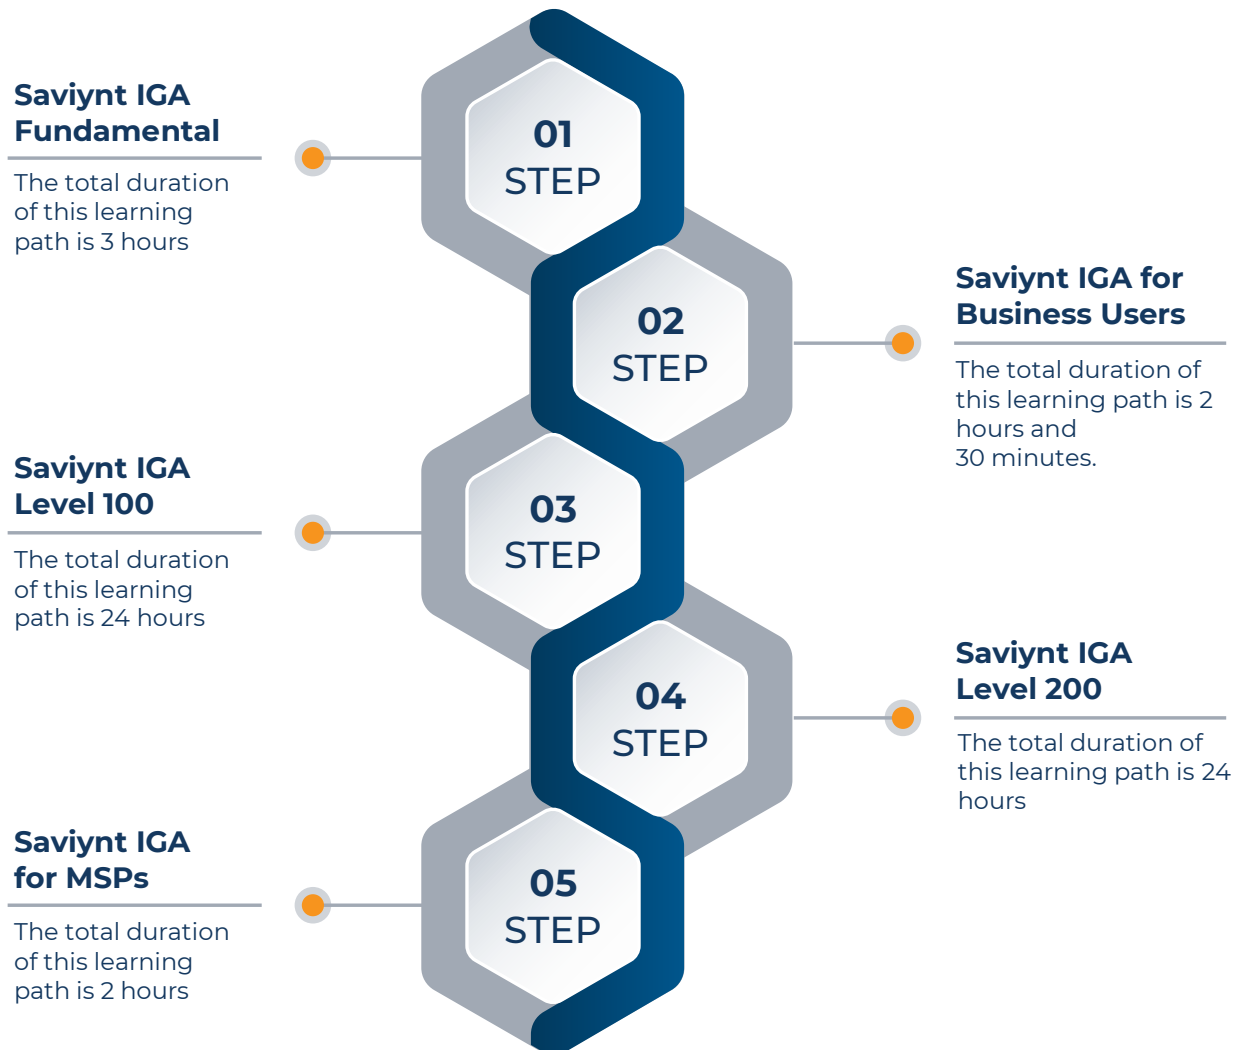 01
STEP
Saviynt IGA
Fundamental
The total duration
of this learning
path is 3 hours
02
STEP
Saviynt IGA for
Business Users
The total duration of
this learning path is 2
hours and
30 minutes.
03
STEP
Saviynt IGA
Level 100
The total duration
of this learning
path is 24 hours
04
STEP
Saviynt IGA
Level 200
The total duration of
this learning path is 24
hours
05
STEP
Saviynt IGA
for MSPs
The total duration
of this learning
path is 2 hours